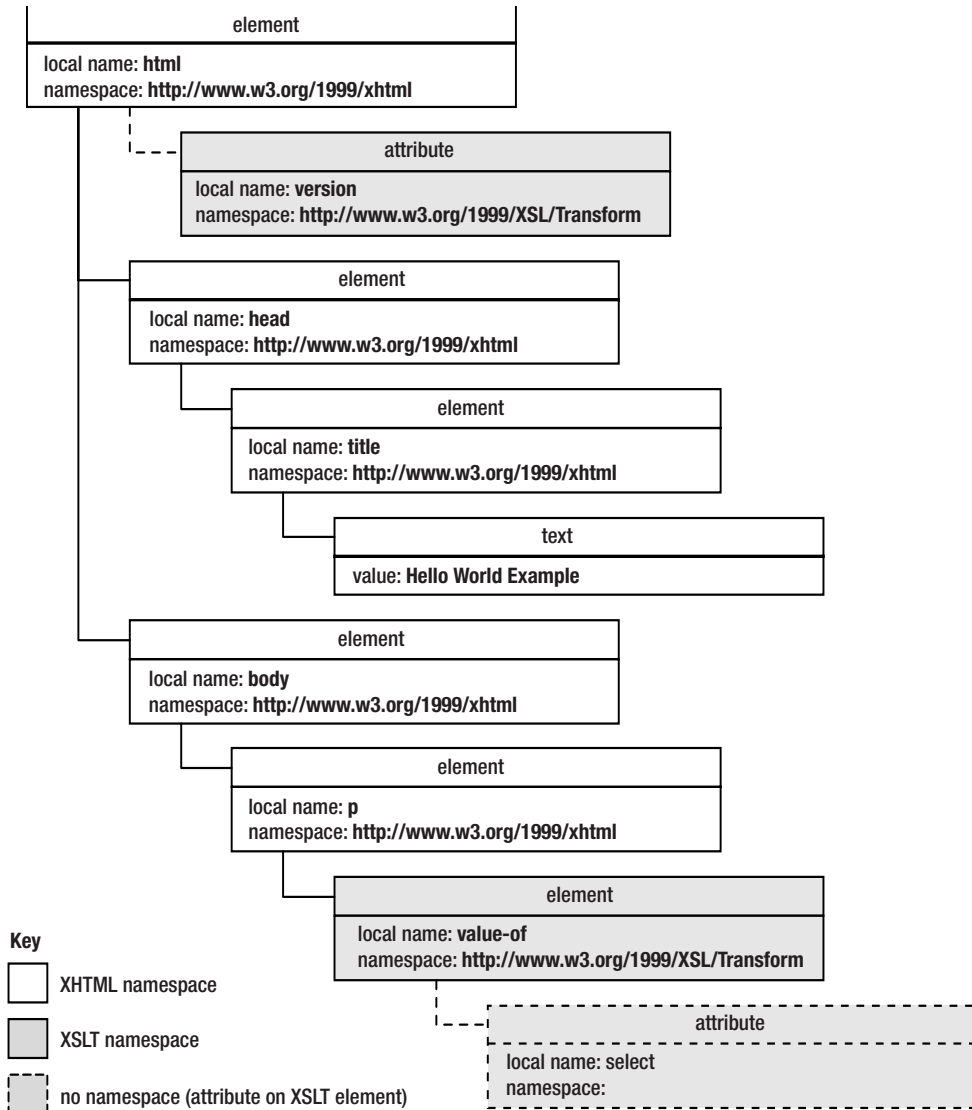 element
local name: html
namespace: http://www.w3.org/1999/xhtml
attribute
local name: version
namespace: http://www.w3.org/1999/XSL/Transform
element
local name: head
namespace: http://www.w3.org/1999/xhtml
element
local name: title
namespace: http://www.w3.org/1999/xhtml
text
value: Hello World Example
element
local name: body
namespace: http://www.w3.org/1999/xhtml
element
local name: p
namespace: http://www.w3.org/1999/xhtml
element
local name: value-of
namespace: http://www.w3.org/1999/XSL/Transform
attribute
local name: select
namespace:
Key
XHTML namespace
XSLT namespace
no namespace (attribute on XSLT element)